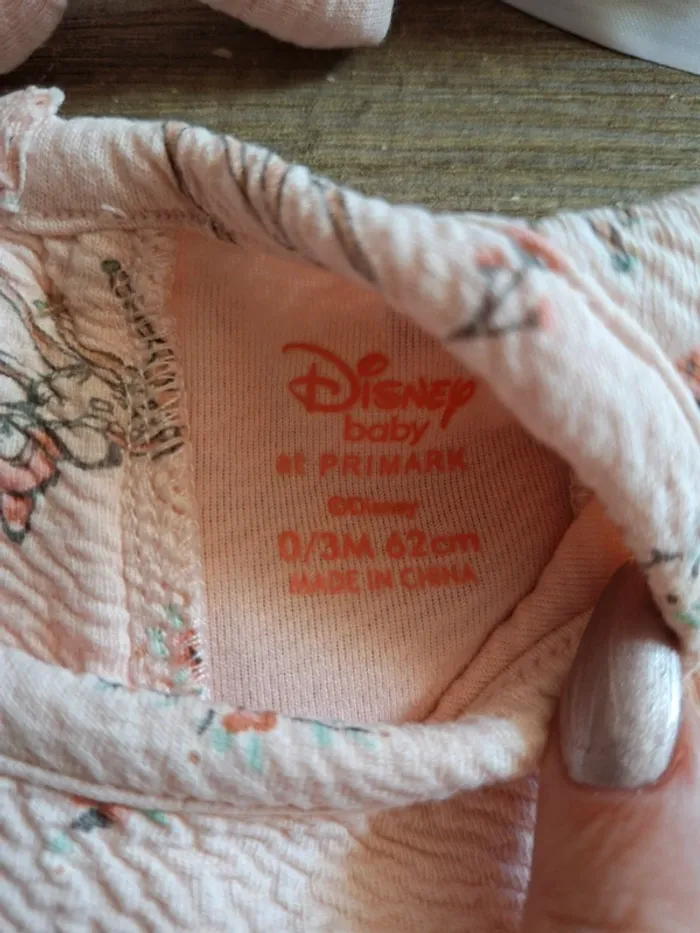 Disney
baby
at PRIMARK
©Disney
0/3M 62cm
MADE IN CHINA